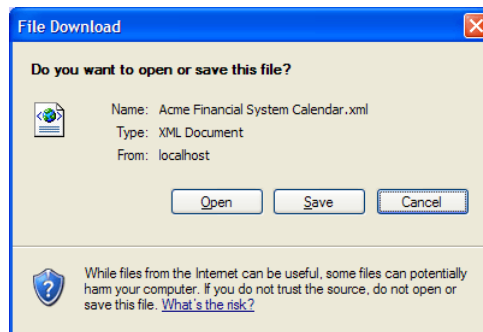 File Download
Do you want to open or save this file?
Name: Acme Financial System Calendar.xml
Type: XML Document
From: localhost
Open Save Cancel
While files from the Internet can be useful, some files can potentially
harm your computer. If you do not trust the source, do not open or
save this file. What's the risk?